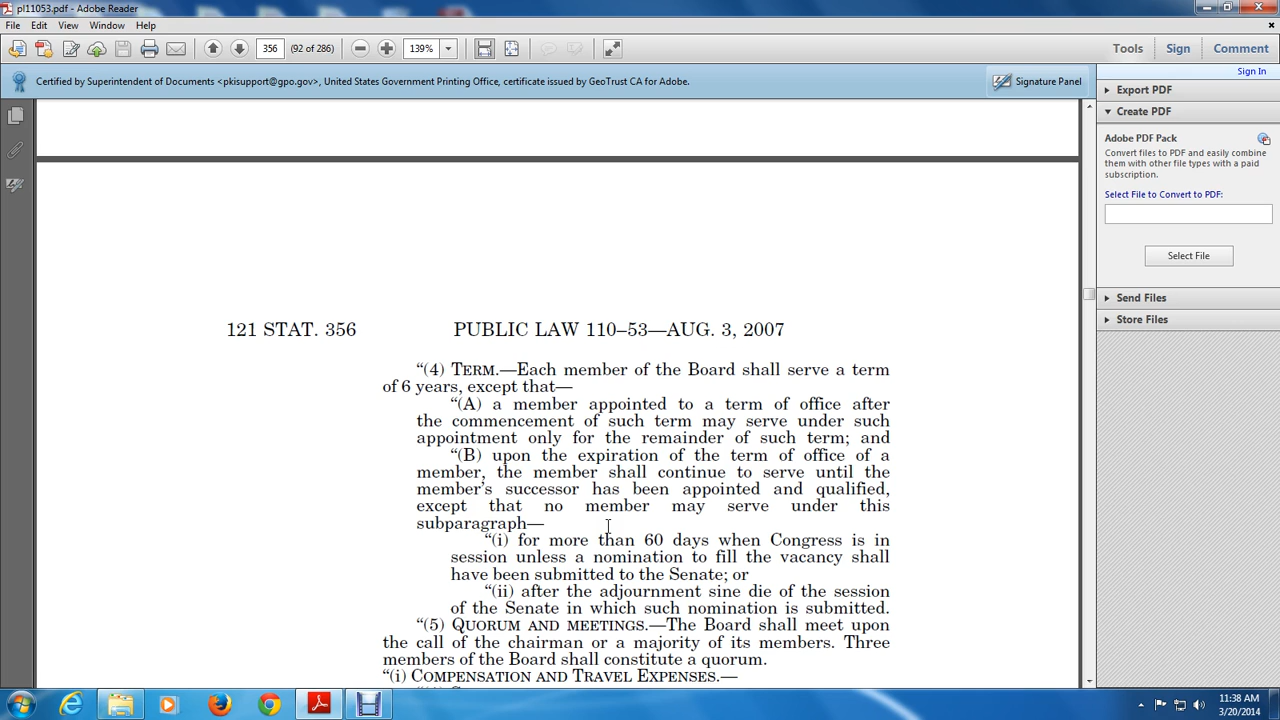 pl11053.pdf - Adobe Reader
File Edit View Window Help
356 (92 of 286) 139% Tools Sign Comment
Certified by Superintendent of Documents <pkisupport@gpo.gov>, United States Government Printing Office, certificate issued by GeoTrust CA for Adobe. Signature Panel
Sign In
Export PDF
Create PDF
Adobe PDF Pack
Convert files to PDF and easily combine
them with other file types with a paid
subscription.
Select File to Convert to PDF:
Select File
Send Files
Store Files
121 STAT. 356 PUBLIC LAW 110–53—AUG. 3, 2007
“(4) TERM.—Each member of the Board shall serve a term
of 6 years, except that—
“(A) a member appointed to a term of office after
the commencement of such term may serve under such
appointment only for the remainder of such term; and
“(B) upon the expiration of the term of office of a
member, the member shall continue to serve until the
member’s successor has been appointed and qualified,
except that no member may serve under this
subparagraph—
“(i) for more than 60 days when Congress is in
session unless a nomination to fill the vacancy shall
have been submitted to the Senate; or
“(ii) after the adjournment sine die of the session
of the Senate in which such nomination is submitted.
“(5) QUORUM AND MEETINGS.—The Board shall meet upon
the call of the chairman or a majority of its members. Three
members of the Board shall constitute a quorum.
“(i) COMPENSATION AND TRAVEL EXPENSES.—
11:38 AM
3/20/2014